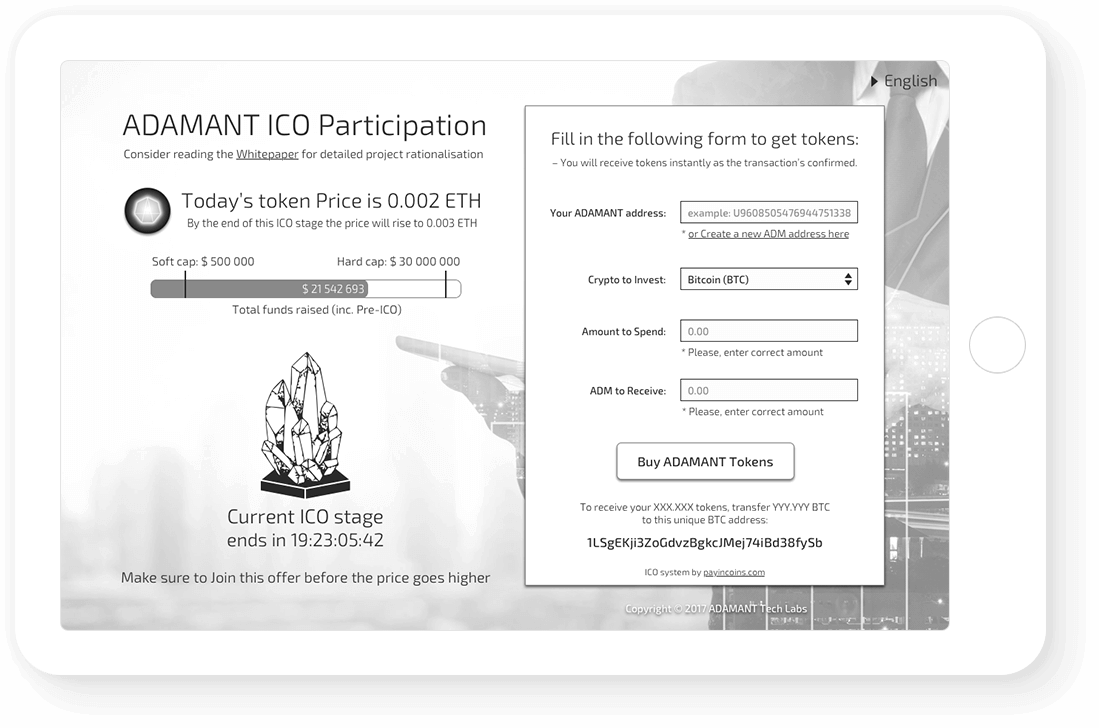 English
ADAMANT ICO Participation
Consider reading the Whitepaper for detailed project rationalisation
Today's token Price is 0.002 ETH
By the end of this ICO stage the price will rise to 0.003 ETH
Soft cap: $ 500 000 Hard cap: $ 30 000 000
$ 21 542 693
Total funds raised (inc. Pre-ICO)
Current ICO stage
ends in 19:23:05:42
Make sure to Join this offer before the price goes higher
Fill in the following form to get tokens:
– You will receive tokens instantly as the transaction's confirmed.
Your ADAMANT address: example: U9608505476944751338
* or Create a new ADM address here
Crypto to Invest: Bitcoin (BTC)
Amount to Spend: 0.00
* Please, enter correct amount
ADM to Receive: 0.00
* Please, enter correct amount
Buy ADAMANT Tokens
To receive your XXX.XXX tokens, transfer YYY.YYY BTC
to this unique BTC address:
1LSgEKji3ZoGdvzBgkcJMej74iBd38fySb
ICO system by payincoins.com
Copyright © 2017 ADAMANT Tech Labs